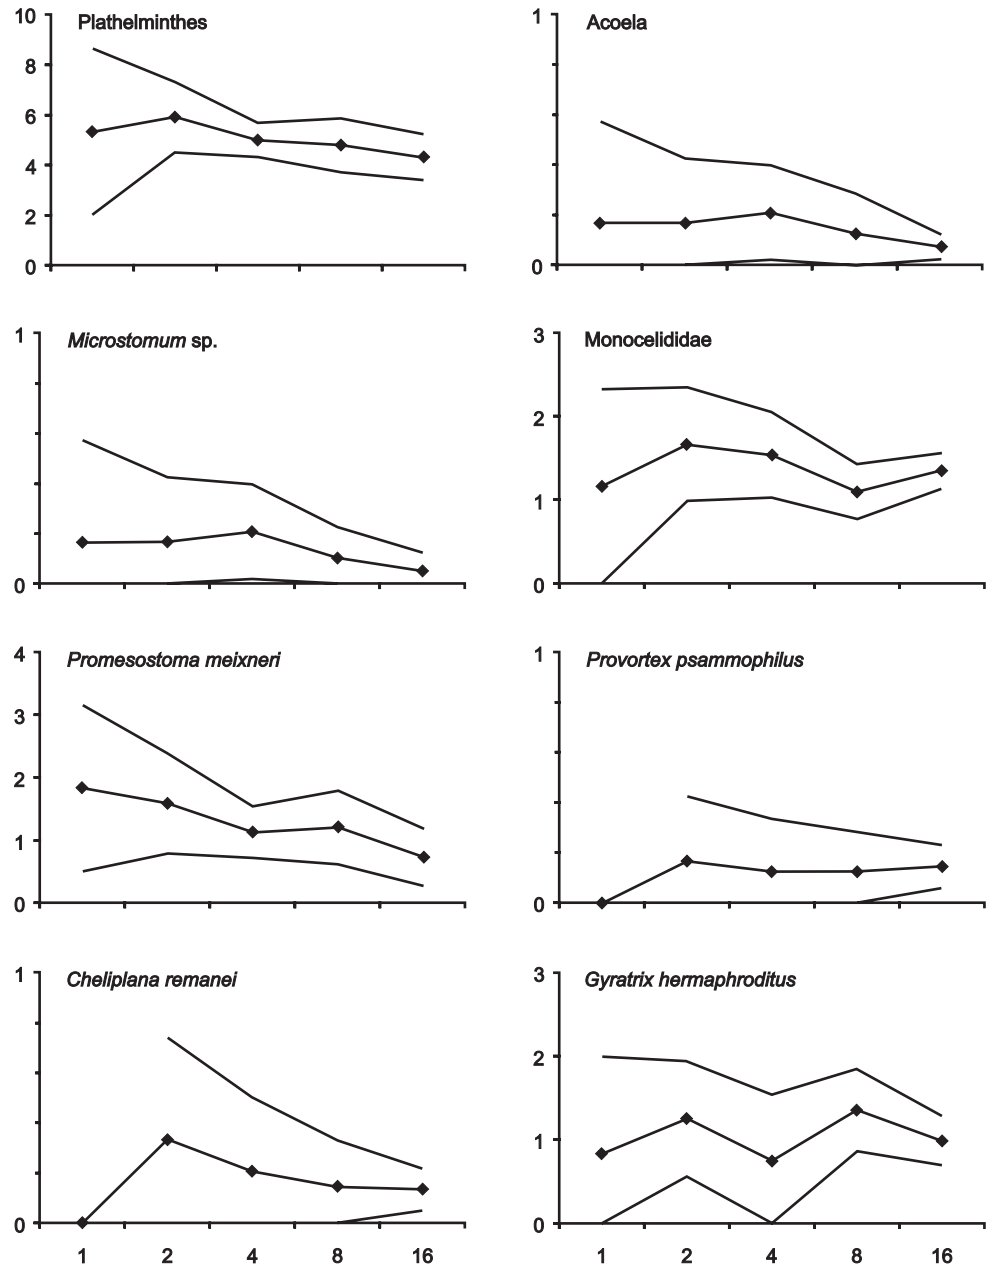 10 Plathelminthes
8
6
4
2
0
1 Acoela
0
1 Microstomum sp.
0
3 Monocelididae
2
1
0
4 Promesostoma meixneri
3
2
1
0
1 Provortex psammophilus
0
1 Cheliplana remanei
0
1 2 4 8 16
3 Gyratrix hermaphroditus
2
1
0
1 2 4 8 16